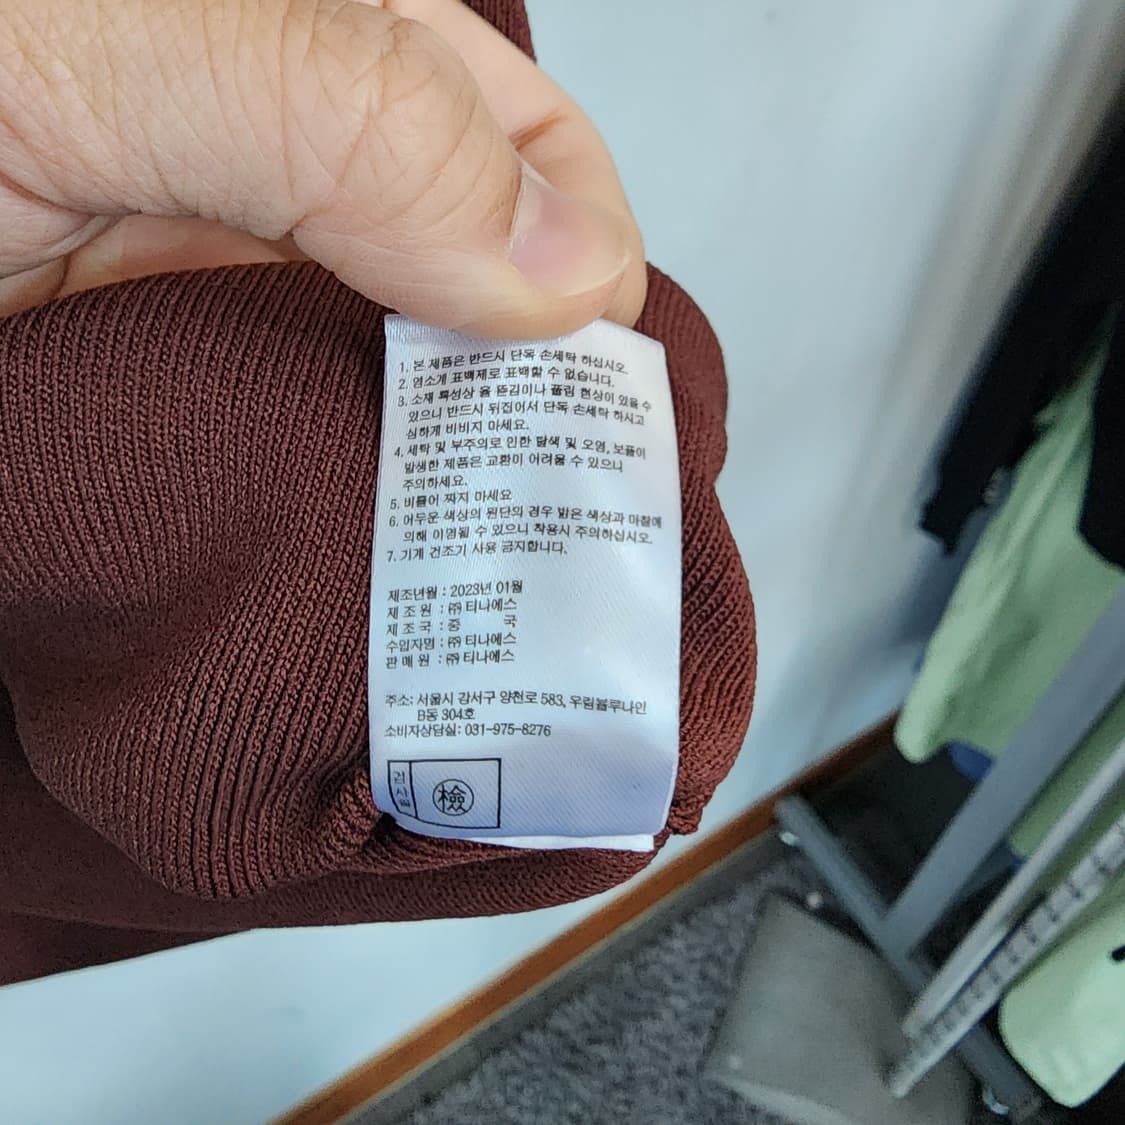 1. 본 제품은 반드시 단독 손세탁 하십시오.
2. 염소계 표백제로 표백할 수 없습니다.
3. 소재 특성상 올 뜯김이나 풀림 현상이 있을 수
있으니 반드시 뒤집어서 단독 손세탁 하시고
심하게 비비지 마세요.
4. 세탁 및 부주의로 인한 탈색 및 오염, 보풀이
발생한 제품은 교환이 어려울 수 있으니
주의하세요.
5. 비틀어 짜지 마세요
6. 어두운 색상의 원단의 경우 밝은 색상과 마찰에
의해 이염될 수 있으니 착용시 주의하십시오.
7. 기계 건조기 사용 금지합니다.
제조년월 : 2023년 01월
제 조 원 : ㈜ 티나에스
제 조 국 : 중 국
수입자명 : ㈜ 티나에스
판 매 원 : ㈜ 티나에스
주소: 서울시 강서구 양천로 583, 우림블루나인
B동 304호
소비자상담실: 031-975-8276
검사필
檢